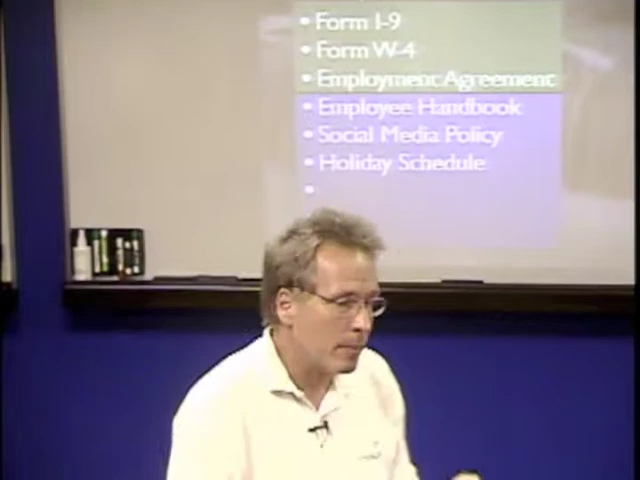 • Form I-9
• Form W-4
• Employment Agreement
• Employee Handbook
• Social Media Policy
• Holiday Schedule
•